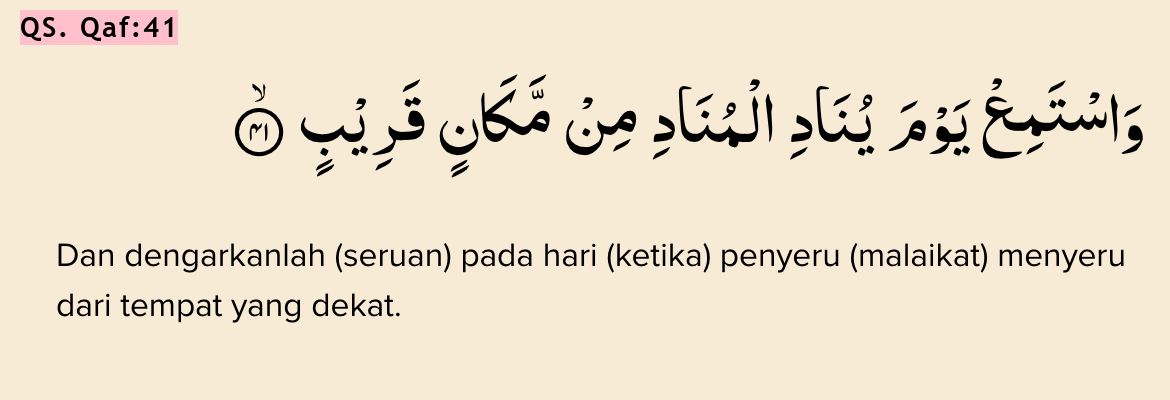 QS. Qaf:41
وَاسْتَمِعْ يَوْمَ يُنَادِ الْمُنَادِ مِنْ مَّكَانٍ قَرِيْبٍ ۙ ٤١
Dan dengarkanlah (seruan) pada hari (ketika) penyeru (malaikat) menyeru
dari tempat yang dekat.